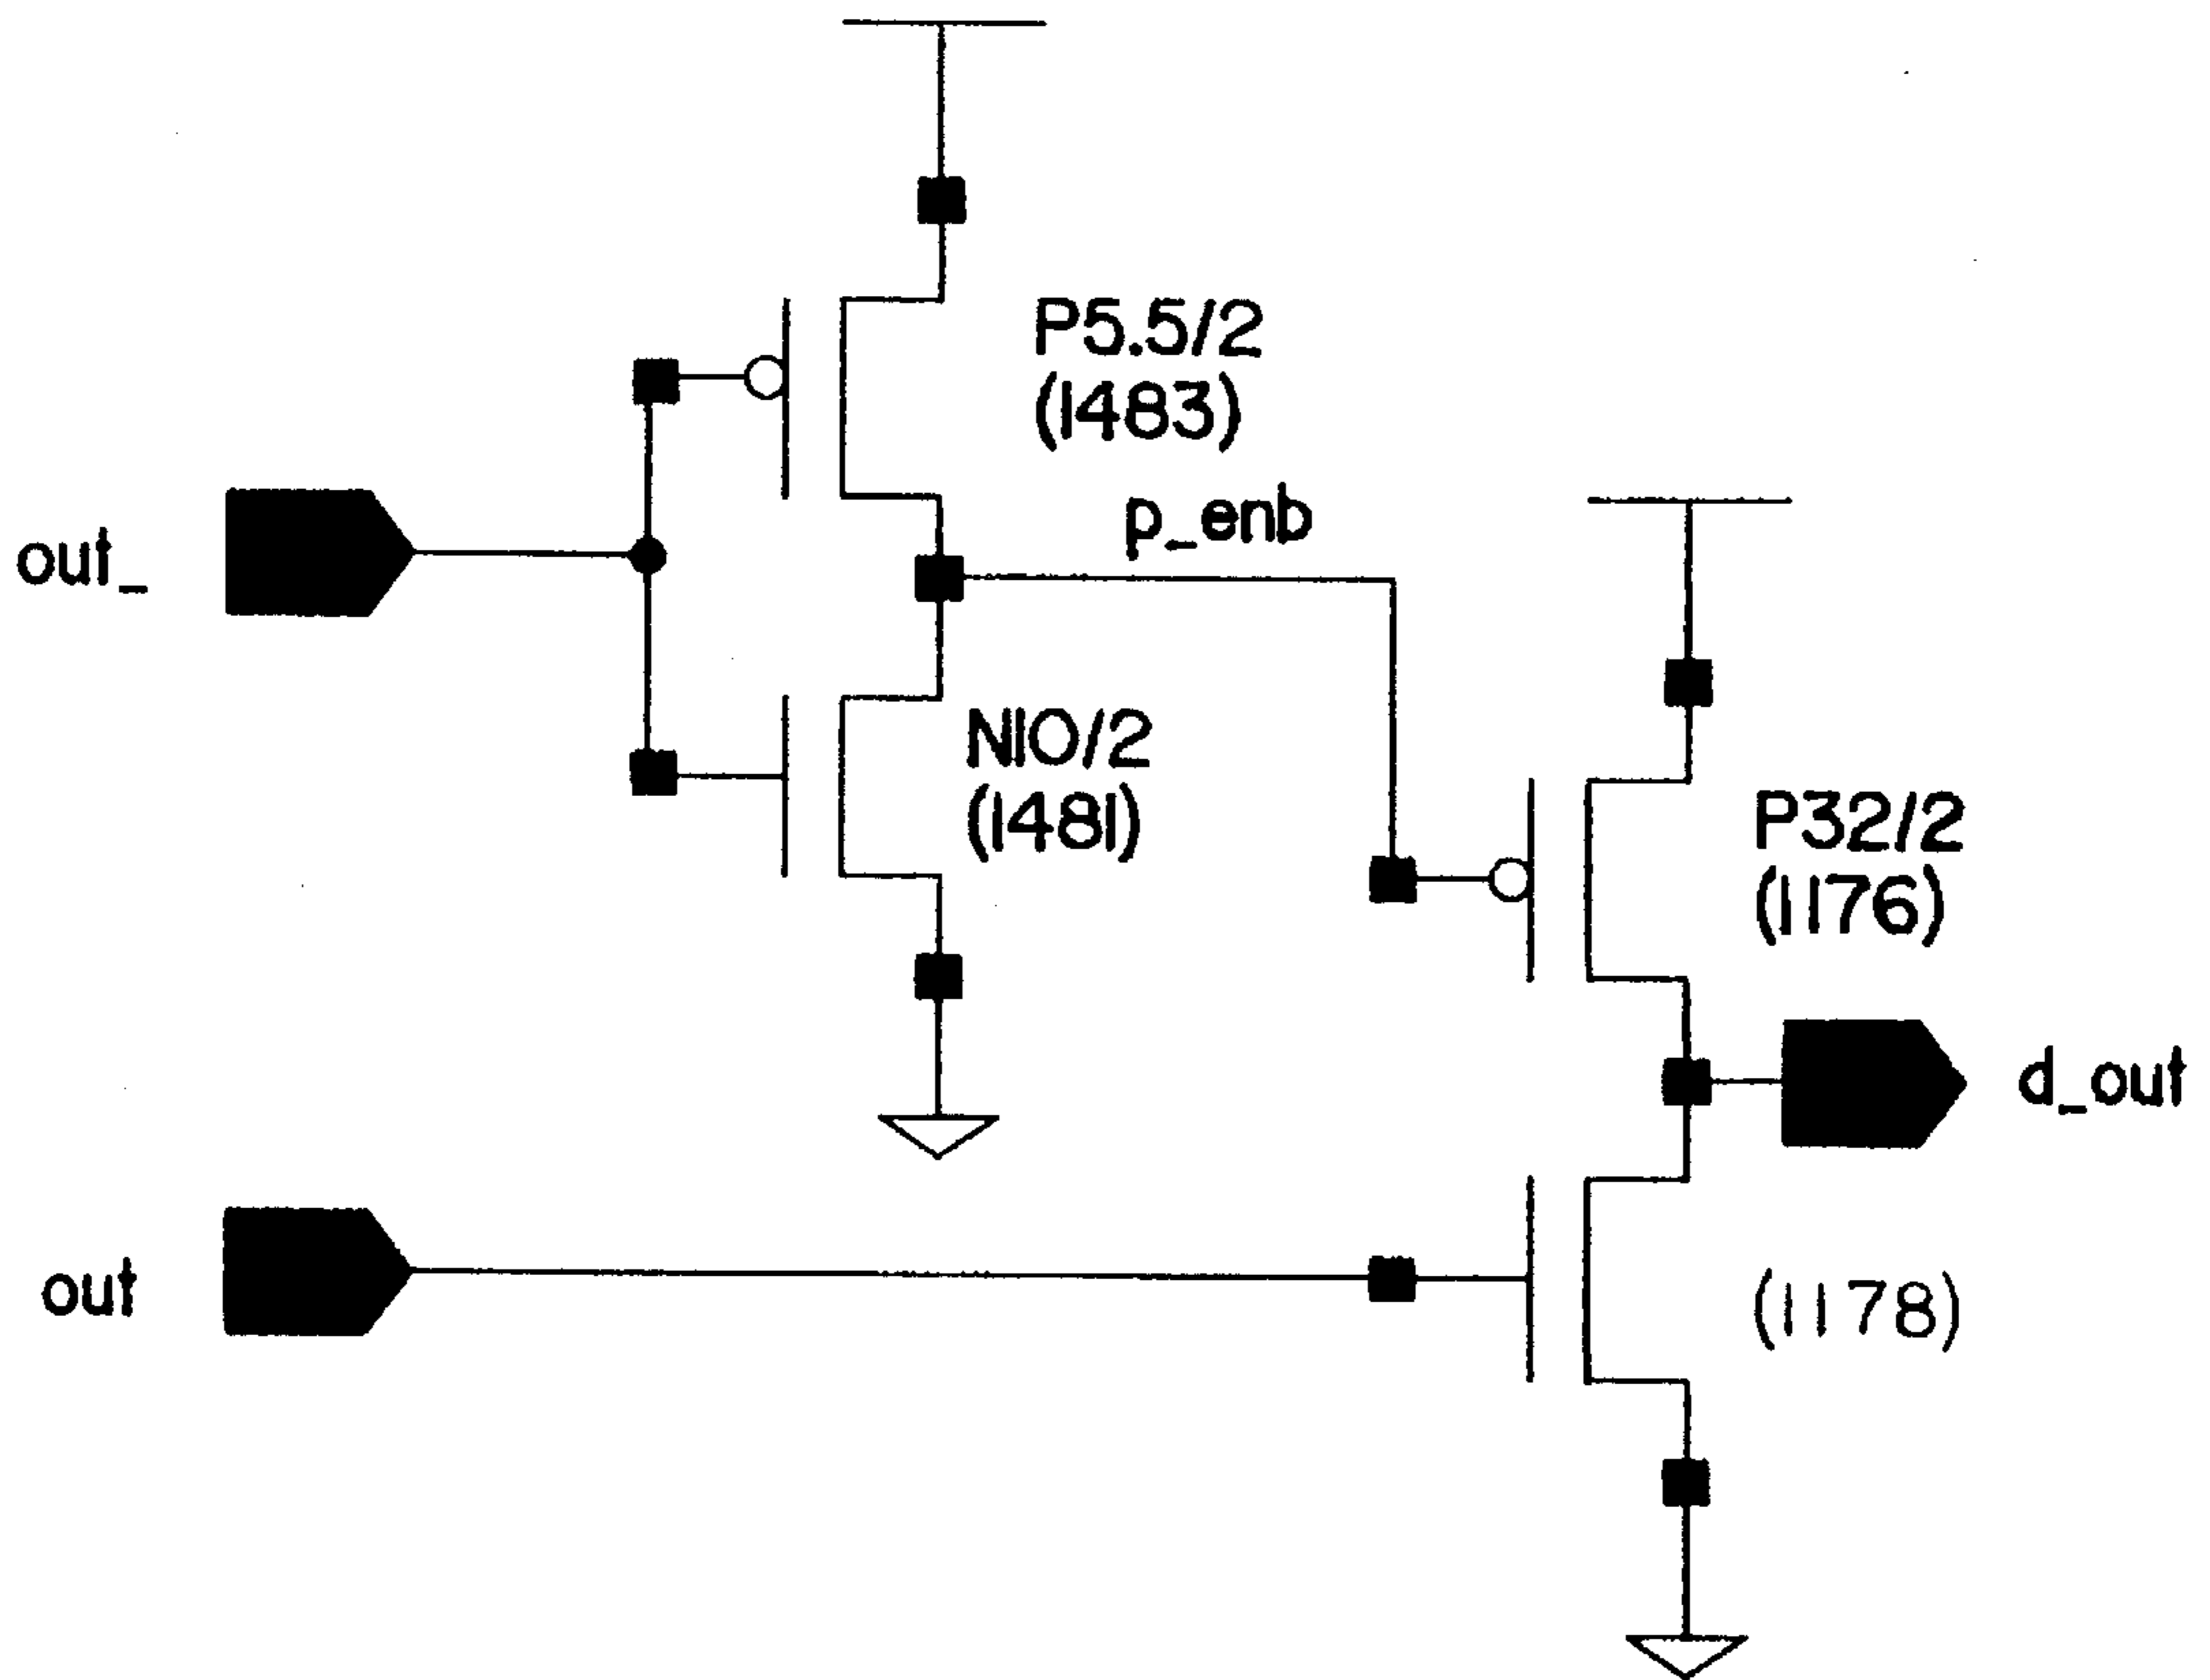 P5.5/2
(1483)
p_enb
out_
N10/2
(1481)
P32/2
(1176)
d_out
out
(1178)